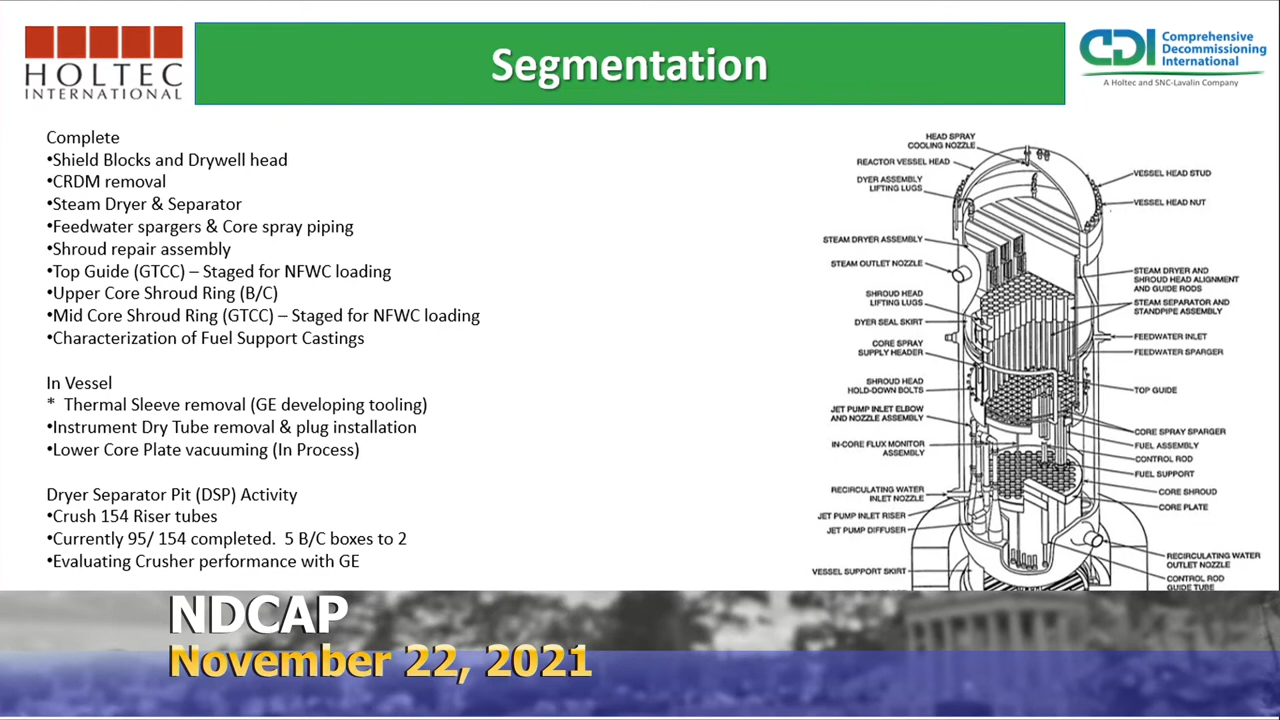 HOLTEC
INTERNATIONAL
Segmentation
CDI Comprehensive
Decommissioning
International
A Holtec and SNC-Lavalin Company
Complete
•Shield Blocks and Drywell head
•CRDM removal
•Steam Dryer & Separator
•Feedwater spargers & Core spray piping
•Shroud repair assembly
•Top Guide (GTCC) – Staged for NFWC loading
•Upper Core Shroud Ring (B/C)
•Mid Core Shroud Ring (GTCC) – Staged for NFWC loading
•Characterization of Fuel Support Castings
In Vessel
* Thermal Sleeve removal (GE developing tooling)
•Instrument Dry Tube removal & plug installation
•Lower Core Plate vacuuming (In Process)
Dryer Separator Pit (DSP) Activity
•Crush 154 Riser tubes
•Currently 95/ 154 completed. 5 B/C boxes to 2
•Evaluating Crusher performance with GE
HEAD SPRAY
COOLING NOZZLE
REACTOR VESSEL HEAD
DYER ASSEMBLY
LIFTING LUGS
STEAM DRYER ASSEMBLY
STEAM OUTLET NOZZLE
SHROUD HEAD
LIFTING LUGS
DYER SEAL SKIRT
CORE SPRAY
SUPPLY HEADER
SHROUD HEAD
HOLD-DOWN BOLTS
JET PUMP INLET ELBOW
AND NOZZLE ASSEMBLY
IN-CORE FLUX MONITOR
ASSEMBLY
RECIRCULATING WATER
INLET NOZZLE
JET PUMP INLET RISER
JET PUMP DIFFUSER
VESSEL SUPPORT SKIRT
VESSEL HEAD STUD
VESSEL HEAD NUT
STEAM DRYER AND
SHROUD HEAD ALIGNMENT
AND GUIDE RODS
STEAM SEPARATOR AND
STANDPIPE ASSEMBLY
FEEDWATER INLET
FEEDWATER SPARGER
TOP GUIDE
CORE SPRAY SPARGER
FUEL ASSEMBLY
CONTROL ROD
FUEL SUPPORT
CORE SHROUD
CORE PLATE
RECIRCULATING WATER
OUTLET NOZZLE
CONTROL ROD
GUIDE TUBE
NDCAP
November 22, 2021